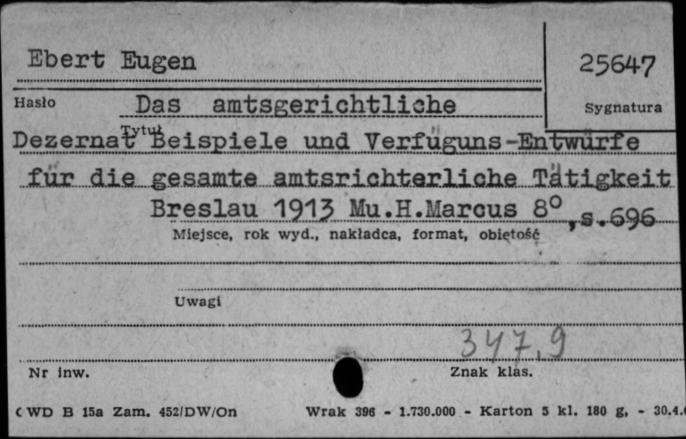 Ebert Eugen
25647
Hasło
Das amtsgerichtliche
Sygnatura
Tytuł
Dezernat Beispiele und Verfüguns-Entwürfe
für die gesamte amtsrichterliche Tätigkeit
Breslau 1913 Mu.H.Marcus 8º,s.696
Miejsce, rok wyd., nakładca, format, objętość
Uwagi
347,9
Nr inw.
Znak klas.
CWD B 15a Zam. 452/DW/On Wrak 396 - 1.730.000 - Karton 5 kl. 180 g, - 30.4.